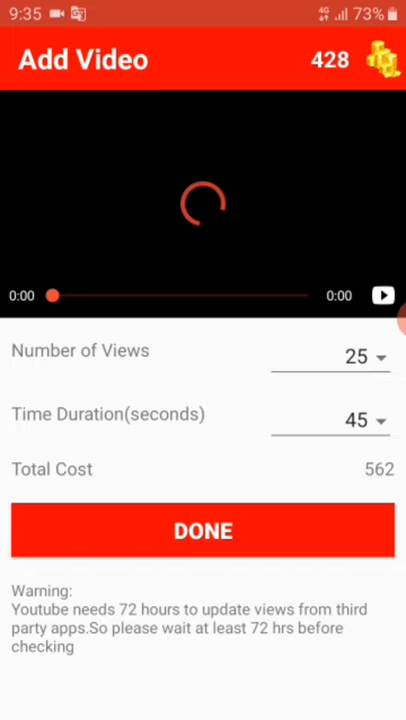 9:35 4G 73%
Add Video 428
0:00 0:00
Number of Views 25
Time Duration(seconds) 45
Total Cost 562
DONE
Warning:
Youtube needs 72 hours to update views from third
party apps.So please wait at least 72 hrs before
checking